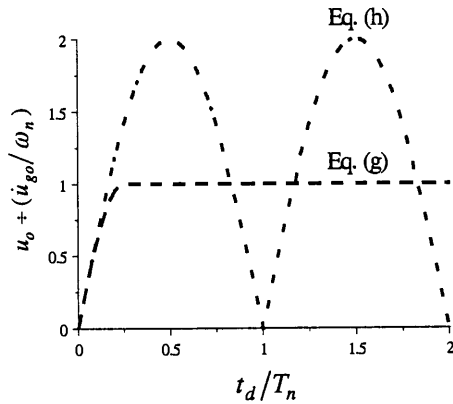 Eq. (h)
2
1.5
Eq. (g)
1
0.5
0
0 0.5 1 1.5 2
u_o ÷ (u̇_go / ω_n)
t_d / T_n